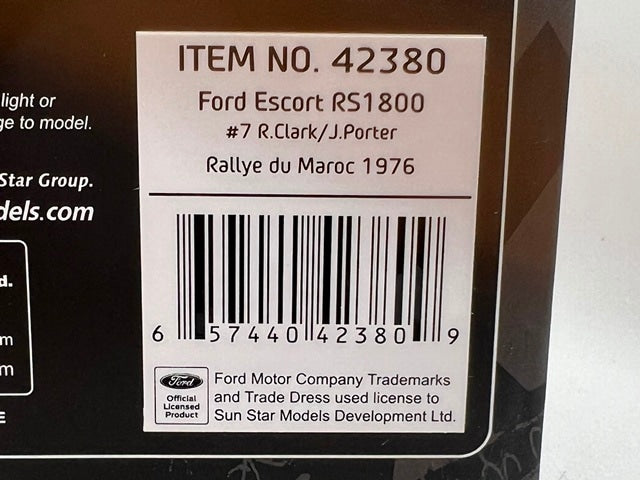 ITEM NO. 42380
Ford Escort RS1800
#7 R.Clark/J.Porter
Rallye du Maroc 1976
light or
ge to model.
Star Group.
dels.com
d.
m
m
E
6 57440 42380 9
Ford
Official
Licensed
Product
Ford Motor Company Trademarks
and Trade Dress used license to
Sun Star Models Development Ltd.